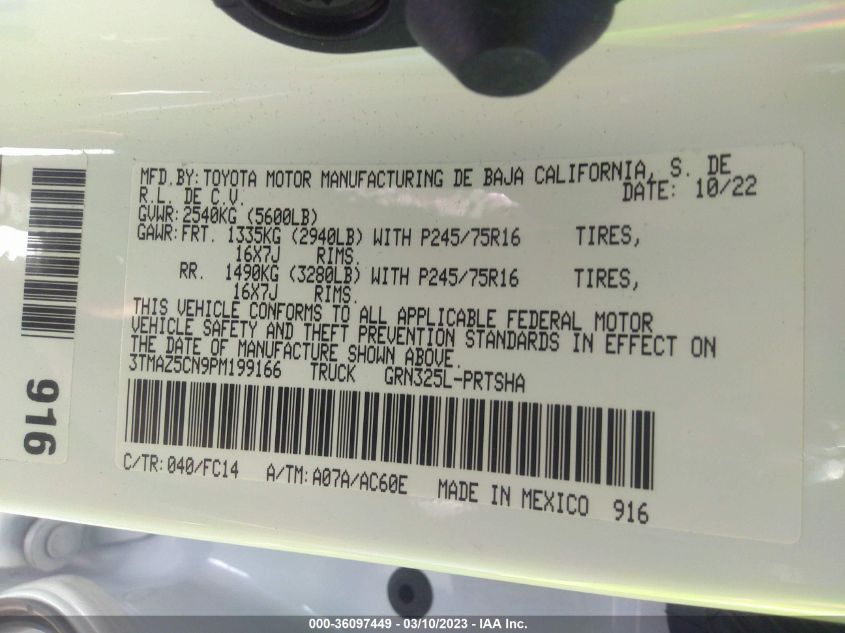 MFD.BY:TOYOTA MOTOR MANUFACTURING DE BAJA CALIFORNIA, S. DE
R.L. DE C.V. DATE: 10/22
GVWR:2540KG (5600LB)
GAWR:FRT. 1335KG (2940LB) WITH P245/75R16 TIRES,
16X7J RIMS.
RR. 1490KG (3280LB) WITH P245/75R16 TIRES,
16X7J RIMS.
THIS VEHICLE CONFORMS TO ALL APPLICABLE FEDERAL MOTOR
VEHICLE SAFETY AND THEFT PREVENTION STANDARDS IN EFFECT ON
THE DATE OF MANUFACTURE SHOWN ABOVE.
3TMAZ5CN9PM199166 TRUCK GRN325L-PRTSHA
C/TR:040/FC14 A/TM:A07A/AC60E MADE IN MEXICO 916
916
000-36097449 - 03/10/2023 - IAA Inc.